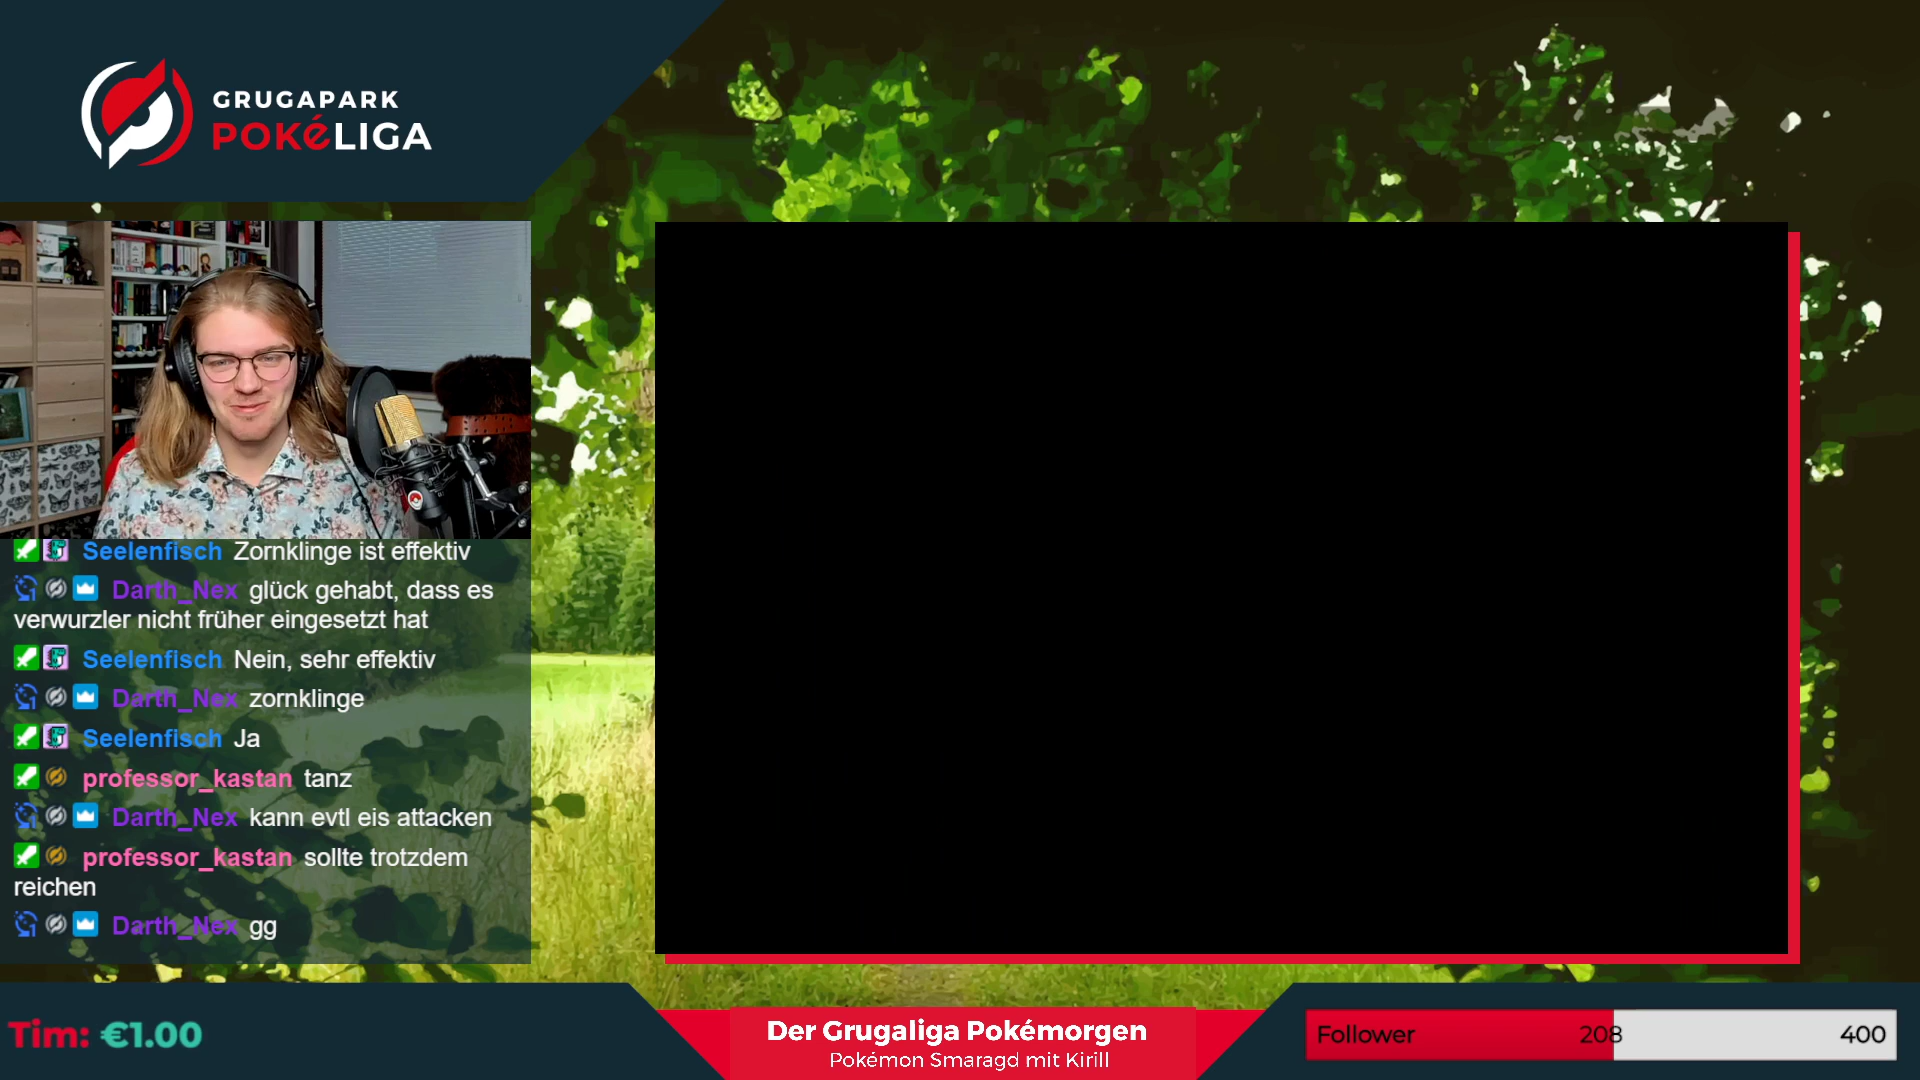 GRUGAPARK
POKéLIGA
Seelenfisch Zornklinge ist effektiv
Darth_Nex glück gehabt, dass es
verwurzler nicht früher eingesetzt hat
Seelenfisch Nein, sehr effektiv
Darth_Nex zornklinge
Seelenfisch Ja
professor_kastan tanz
Darth_Nex kann evtl eis attacken
professor_kastan sollte trotzdem
reichen
Darth_Nex gg
Tim: €1.00
Der Grugaliga Pokémorgen
Pokémon Smaragd mit Kirill
Follower 208 400